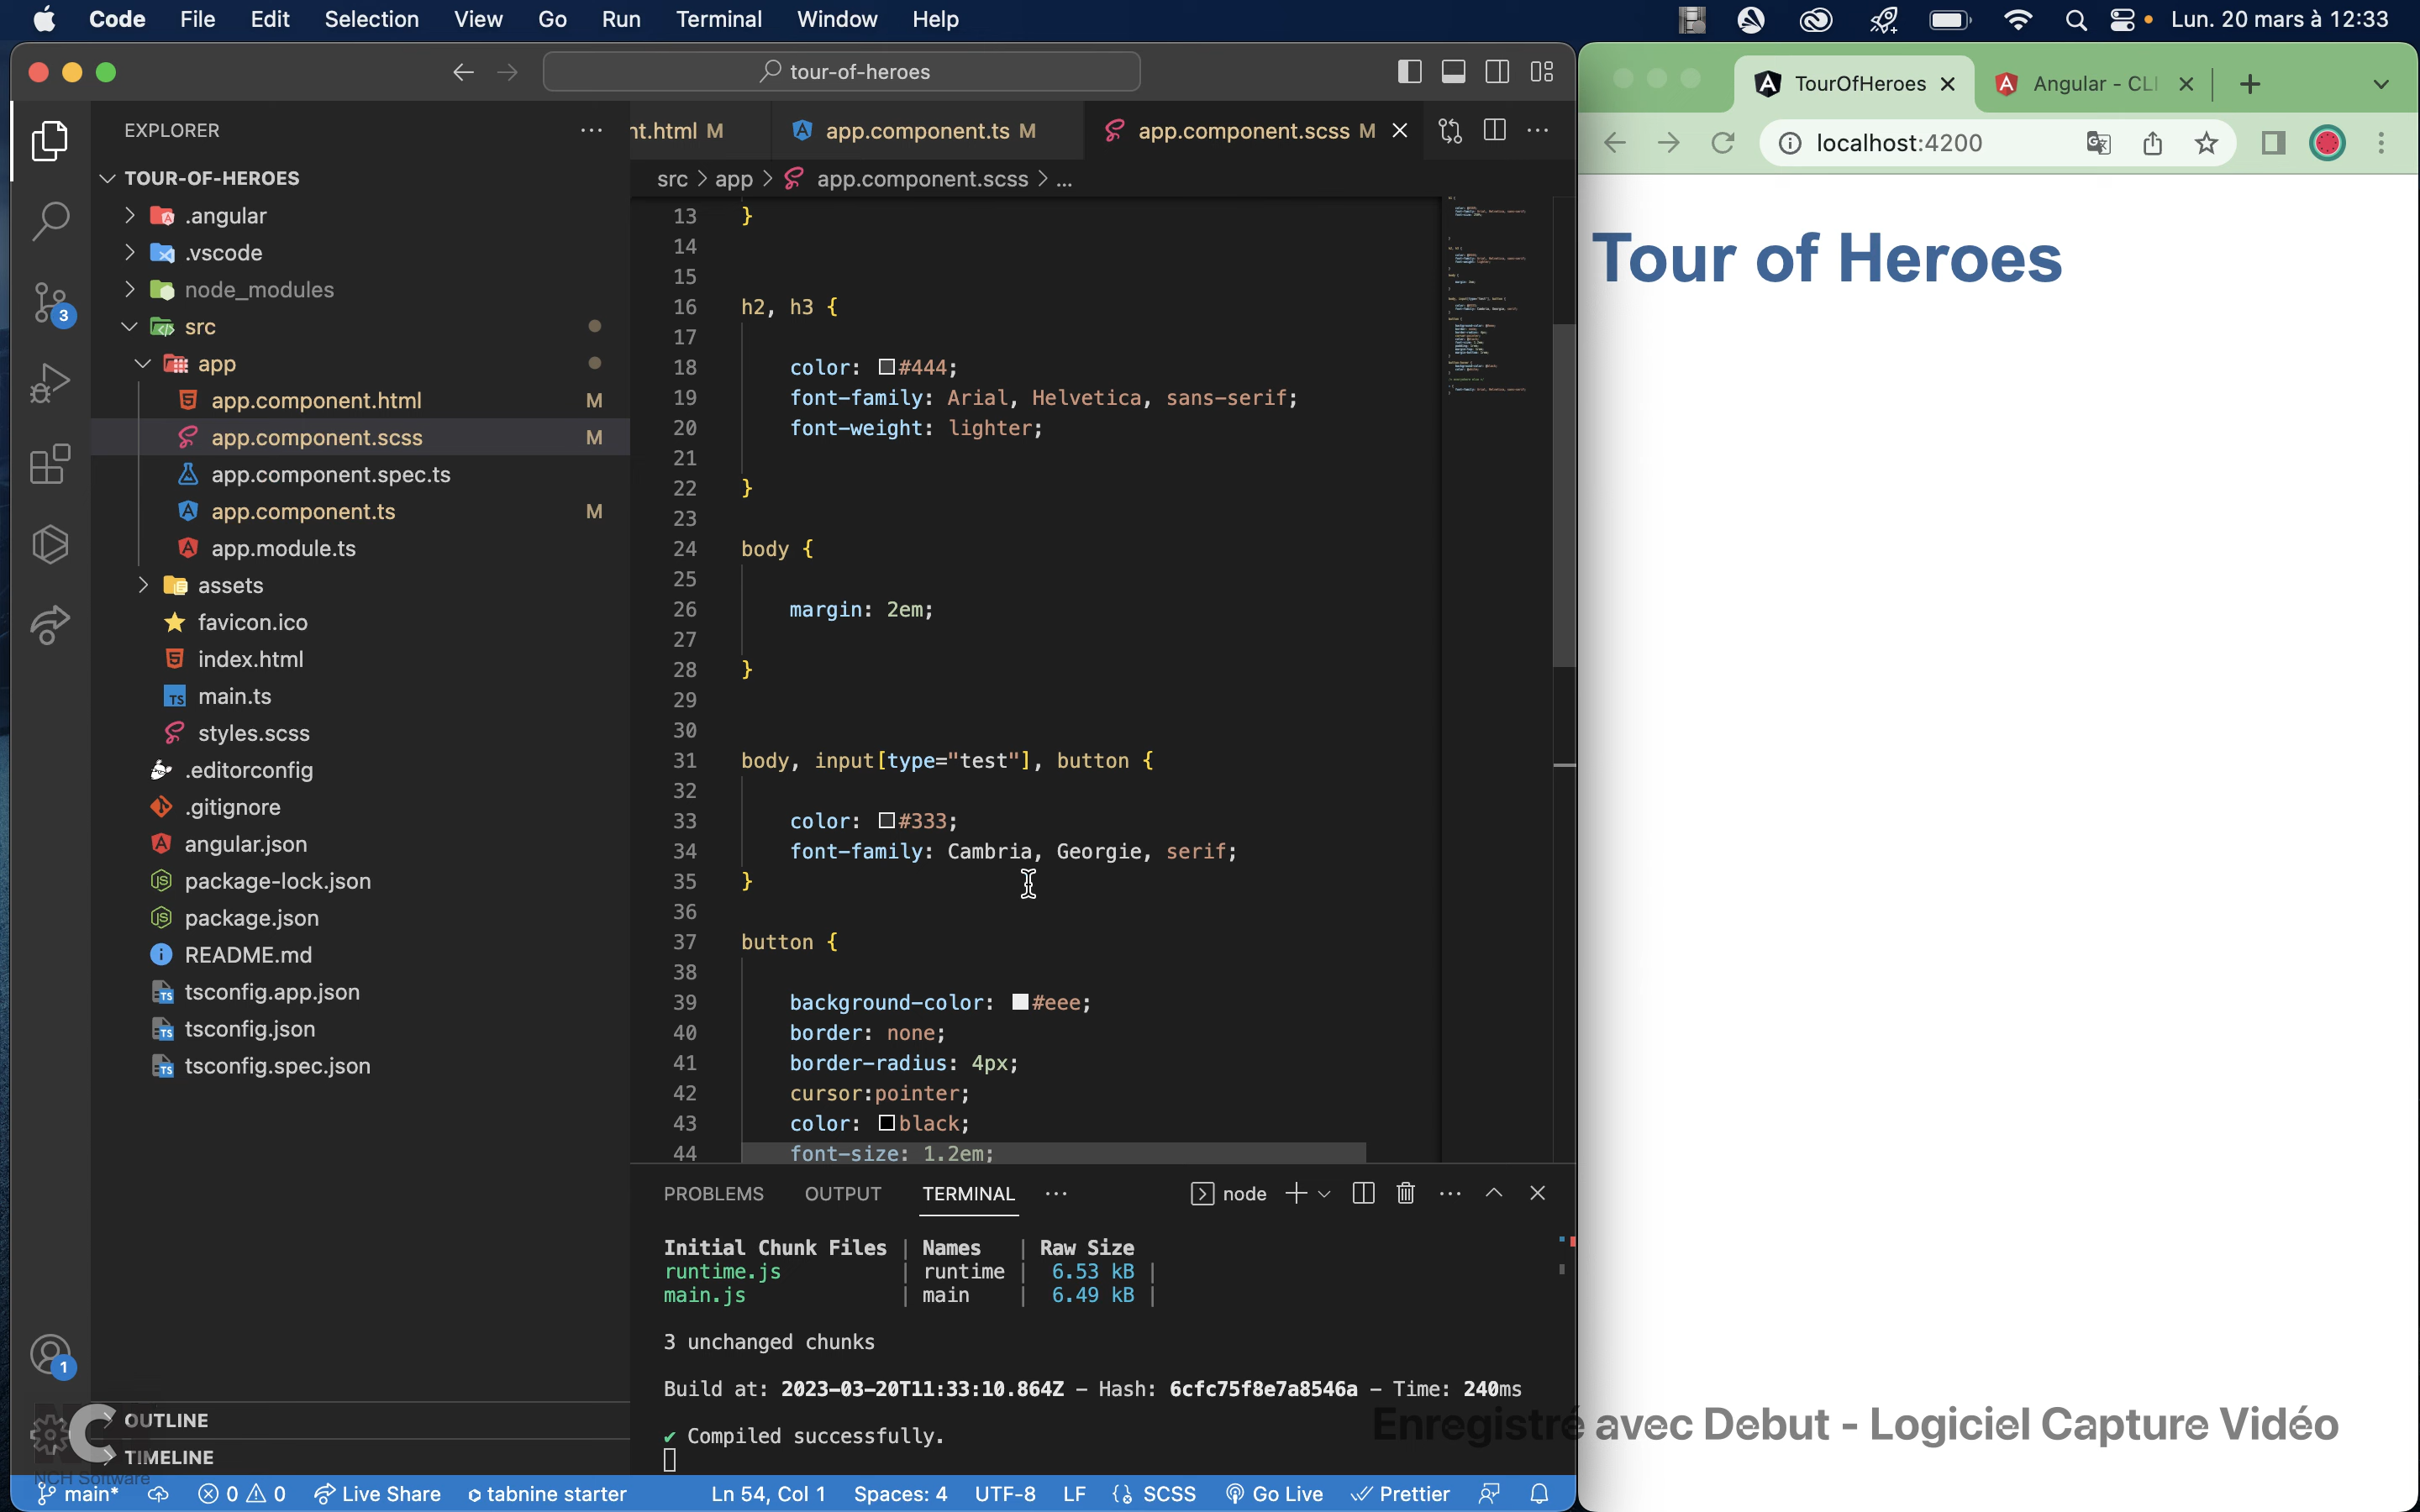 Code File Edit Selection View Go Run Terminal Window Help Lun. 20 mars à 12:33
tour-of-heroes
TourOfHeroes Angular - CLI
localhost:4200
EXPLORER
nt.html M app.component.ts M app.component.scss M
src > app > app.component.scss > ...
TOUR-OF-HEROES
.angular
.vscode
node_modules
src
app
app.component.html M
app.component.scss M
app.component.spec.ts
app.component.ts M
app.module.ts
assets
favicon.ico
index.html
main.ts
styles.scss
.editorconfig
.gitignore
angular.json
package-lock.json
package.json
README.md
tsconfig.app.json
tsconfig.json
tsconfig.spec.json
3
1
OUTLINE
TIMELINE
NCH Software
13 }
14
15
16 h2, h3 {
17
18 color: #444;
19 font-family: Arial, Helvetica, sans-serif;
20 font-weight: lighter;
21
22 }
23
24 body {
25
26 margin: 2em;
27
28 }
29
30
31 body, input[type="test"], button {
32
33 color: #333;
34 font-family: Cambria, Georgie, serif;
35 }
36
37 button {
38
39 background-color: #eee;
40 border: none;
41 border-radius: 4px;
42 cursor:pointer;
43 color: black;
44 font-size: 1.2em;
PROBLEMS OUTPUT TERMINAL node
Initial Chunk Files | Names | Raw Size
runtime.js | runtime | 6.53 kB |
main.js | main | 6.49 kB |
3 unchanged chunks
Build at: 2023-03-20T11:33:10.864Z - Hash: 6cfc75f8e7a8546a - Time: 240ms
✔ Compiled successfully.
main* 0 0 Live Share tabnine starter Ln 54, Col 1 Spaces: 4 UTF-8 LF SCSS Go Live Prettier
Tour of Heroes
Enregistré avec Debut - Logiciel Capture Vidéo